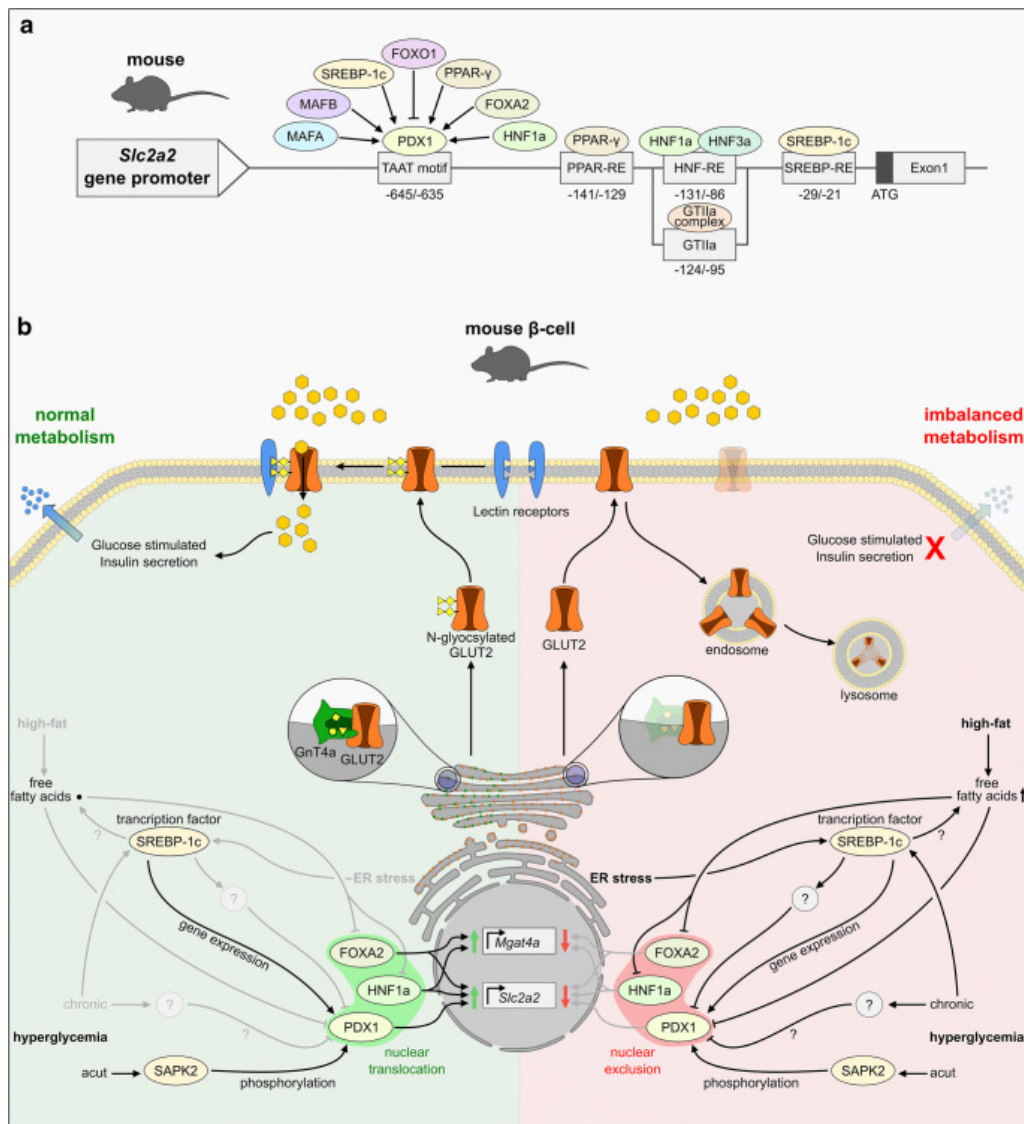 a
mouse
FOXO1
SREBP-1c
PPAR-γ
MAFB
FOXA2
MAFA
PDX1
HNF1a
Slc2a2
gene promoter
TAAT motif
-645/-635
PPAR-γ
PPAR-RE
-141/-129
HNF1a
HNF3a
HNF-RE
-131/-86
GTIIa
complex
GTIIa
-124/-95
SREBP-1c
SREBP-RE
-29/-21
ATG
Exon1
b
mouse β-cell
normal
metabolism
imbalanced
metabolism
Lectin receptors
Glucose stimulated
Insulin secretion
Glucose stimulated
Insulin secretion
X
N-glyocsylated
GLUT2
GLUT2
endosome
lysosome
GnT4a
GLUT2
high-fat
free
fatty acids
?
trancription factor
SREBP-1c
?
ER stress
gene expression
FOXA2
HNF1a
PDX1
chronic
?
?
hyperglycemia
nuclear
translocation
acut
SAPK2
phosphorylation
Mgat4a
Slc2a2
high-fat
free
fatty acids
trancription factor
SREBP-1c
?
ER stress
?
gene expression
FOXA2
HNF1a
PDX1
?
chronic
?
hyperglycemia
nuclear
exclusion
phosphorylation
SAPK2
acut